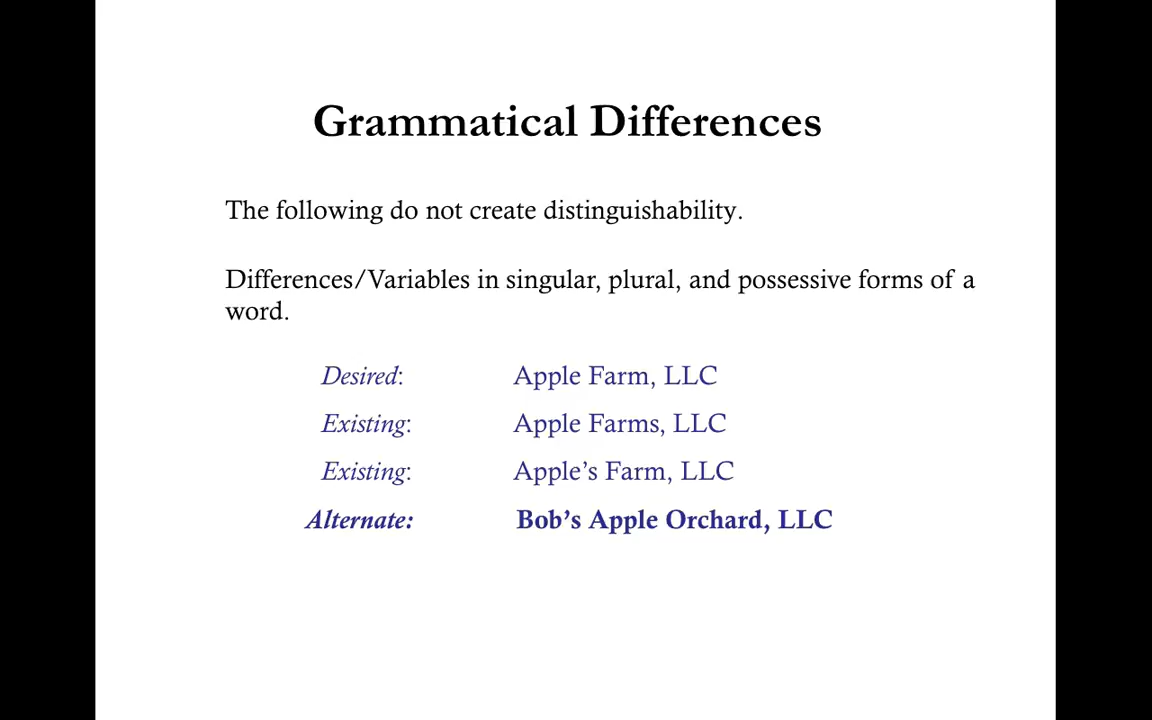 Grammatical Differences
The following do not create distinguishability.
Differences/Variables in singular, plural, and possessive forms of a
word.
Desired: Apple Farm, LLC
Existing: Apple Farms, LLC
Existing: Apple’s Farm, LLC
Alternate: Bob’s Apple Orchard, LLC